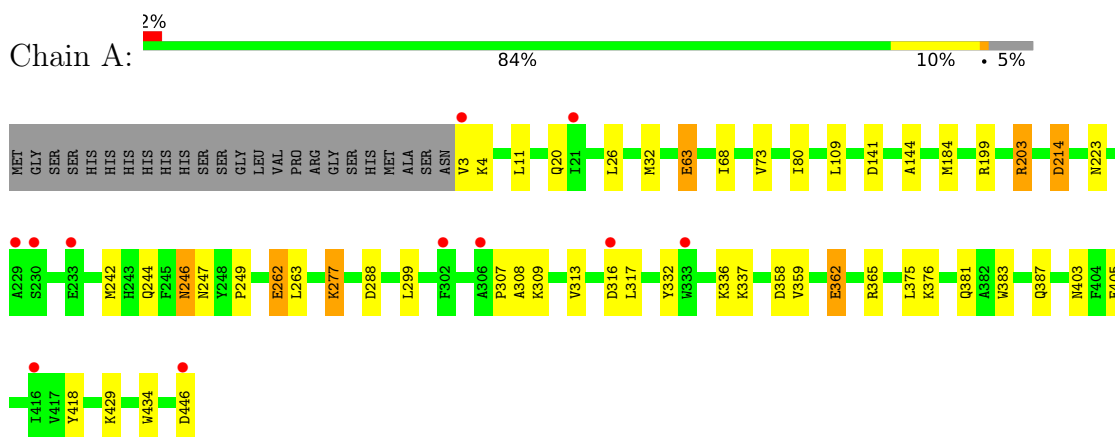 2%
Chain A:
84% 10% • 5%
MET GLY SER SER HIS HIS HIS HIS HIS HIS SER SER GLY LEU VAL PRO ARG GLY SER HIS MET ALA SER ASN V3 K4 L11 Q20 I21 L26 M32 E63 I68 V73 I80 L109 D141 A144 M184 R199 R203 D214 N223
A229 S230 E233 M242 H243 Q244 F245 N246 N247 Y248 P249 E262 L263 K277 D288 L299 F302 A306 P307 A308 K309 V313 D316 L317 Y332 W333 K336 K337 D358 V359 E362 R365 L375 K376 Q381 A382 W383 Q387 N403 F404
I416 V417 Y418 K429 W434 D446